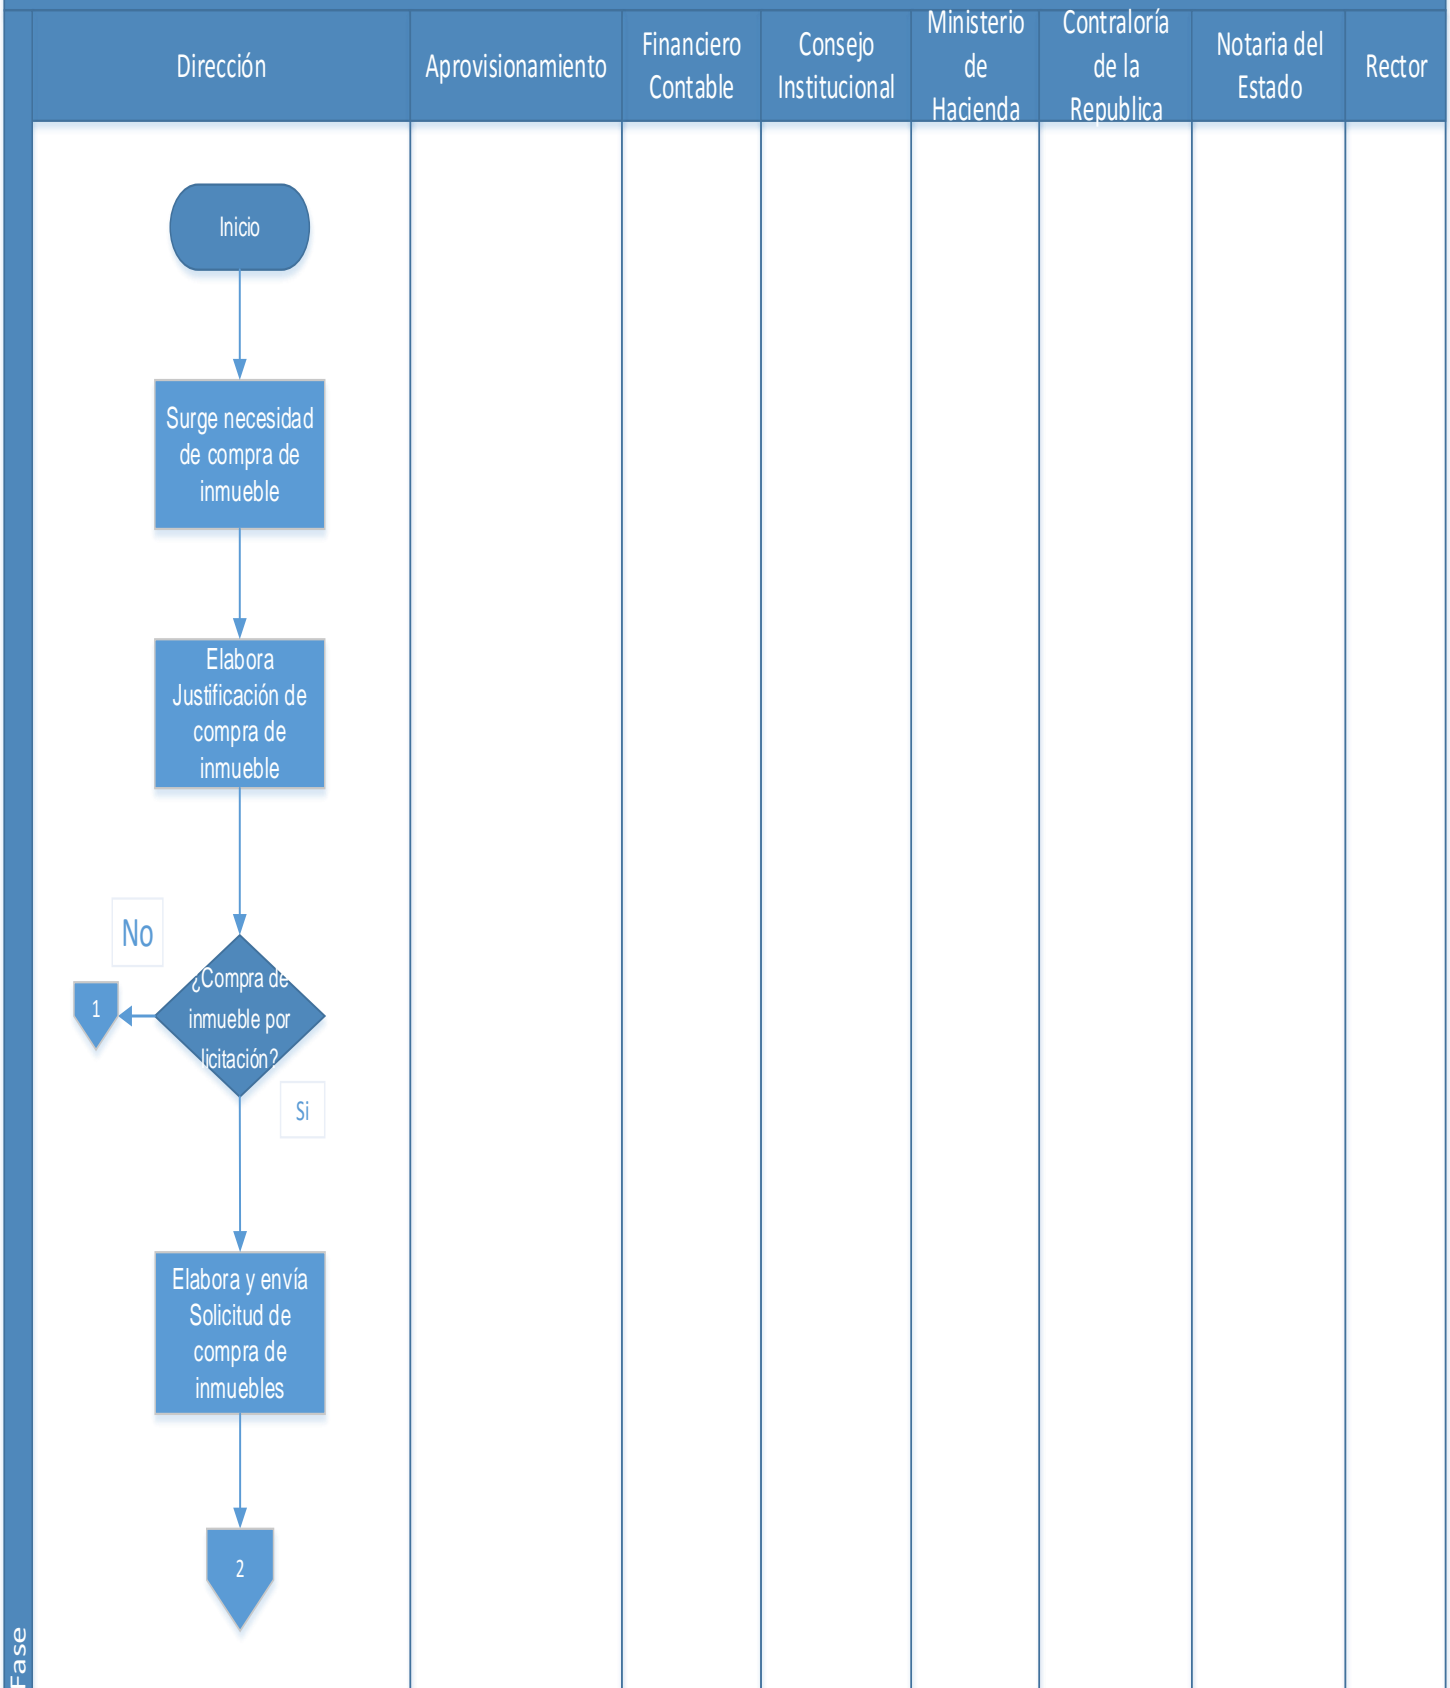 Dirección
Aprovisionamiento
Financiero
Contable
Consejo
Institucional
Ministerio
de
Hacienda
Contraloría
de la
Republica
Notaria del
Estado
Rector
Inicio
Surge necesidad
de compra de
inmueble
Elabora
Justificación de
compra de
inmueble
No
1
¿Compra de
inmueble por
licitación?
Si
Elabora y envía
Solicitud de
compra de
inmuebles
2
Fase